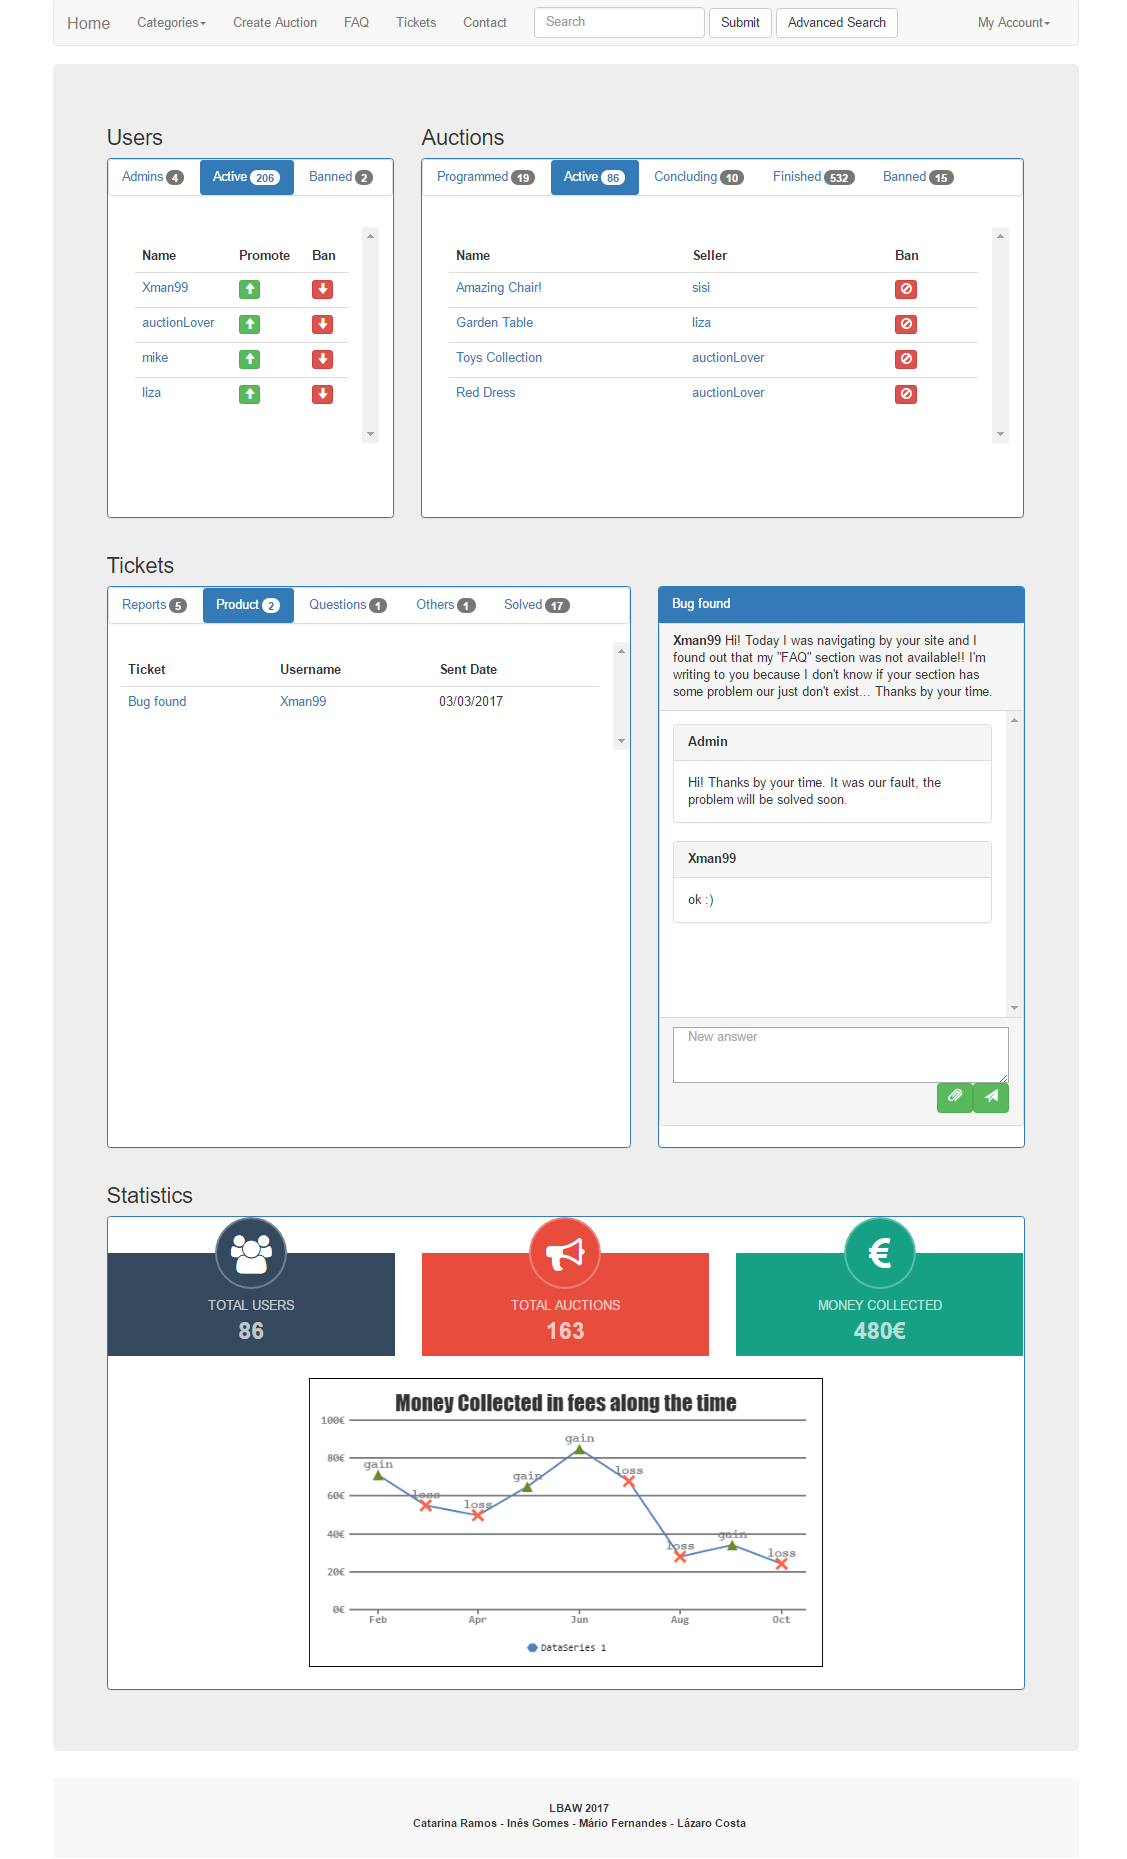 Home Categories Create Auction FAQ Tickets Contact Search Submit Advanced Search My Account
Users
Admins 4 Active 206 Banned 2
Name Promote Ban
Xman99
auctionLover
mike
liza
Auctions
Programmed 19 Active 86 Concluding 10 Finished 532 Banned 15
Name Seller Ban
Amazing Chair! sisi
Garden Table liza
Toys Collection auctionLover
Red Dress auctionLover
Tickets
Reports 5 Product 2 Questions 1 Others 1 Solved 17
Ticket Username Sent Date
Bug found Xman99 03/03/2017
Bug found
Xman99 Hi! Today I was navigating by your site and I
found out that my "FAQ" section was not available!! I'm
writing to you because I don't know if your section has
some problem our just don't exist... Thanks by your time.
Admin
Hi! Thanks by your time. It was our fault, the
problem will be solved soon.
Xman99
ok :)
New answer
Statistics
TOTAL USERS
86
TOTAL AUCTIONS
163
MONEY COLLECTED
480€
Money Collected in fees along the time
100€
80€
60€
40€
20€
0€
gain
loss
loss
gain
gain
loss
loss
gain
loss
Feb Apr Jun Aug Oct
DataSeries 1
LBAW 2017
Catarina Ramos - Inês Gomes - Mário Fernandes - Lázaro Costa